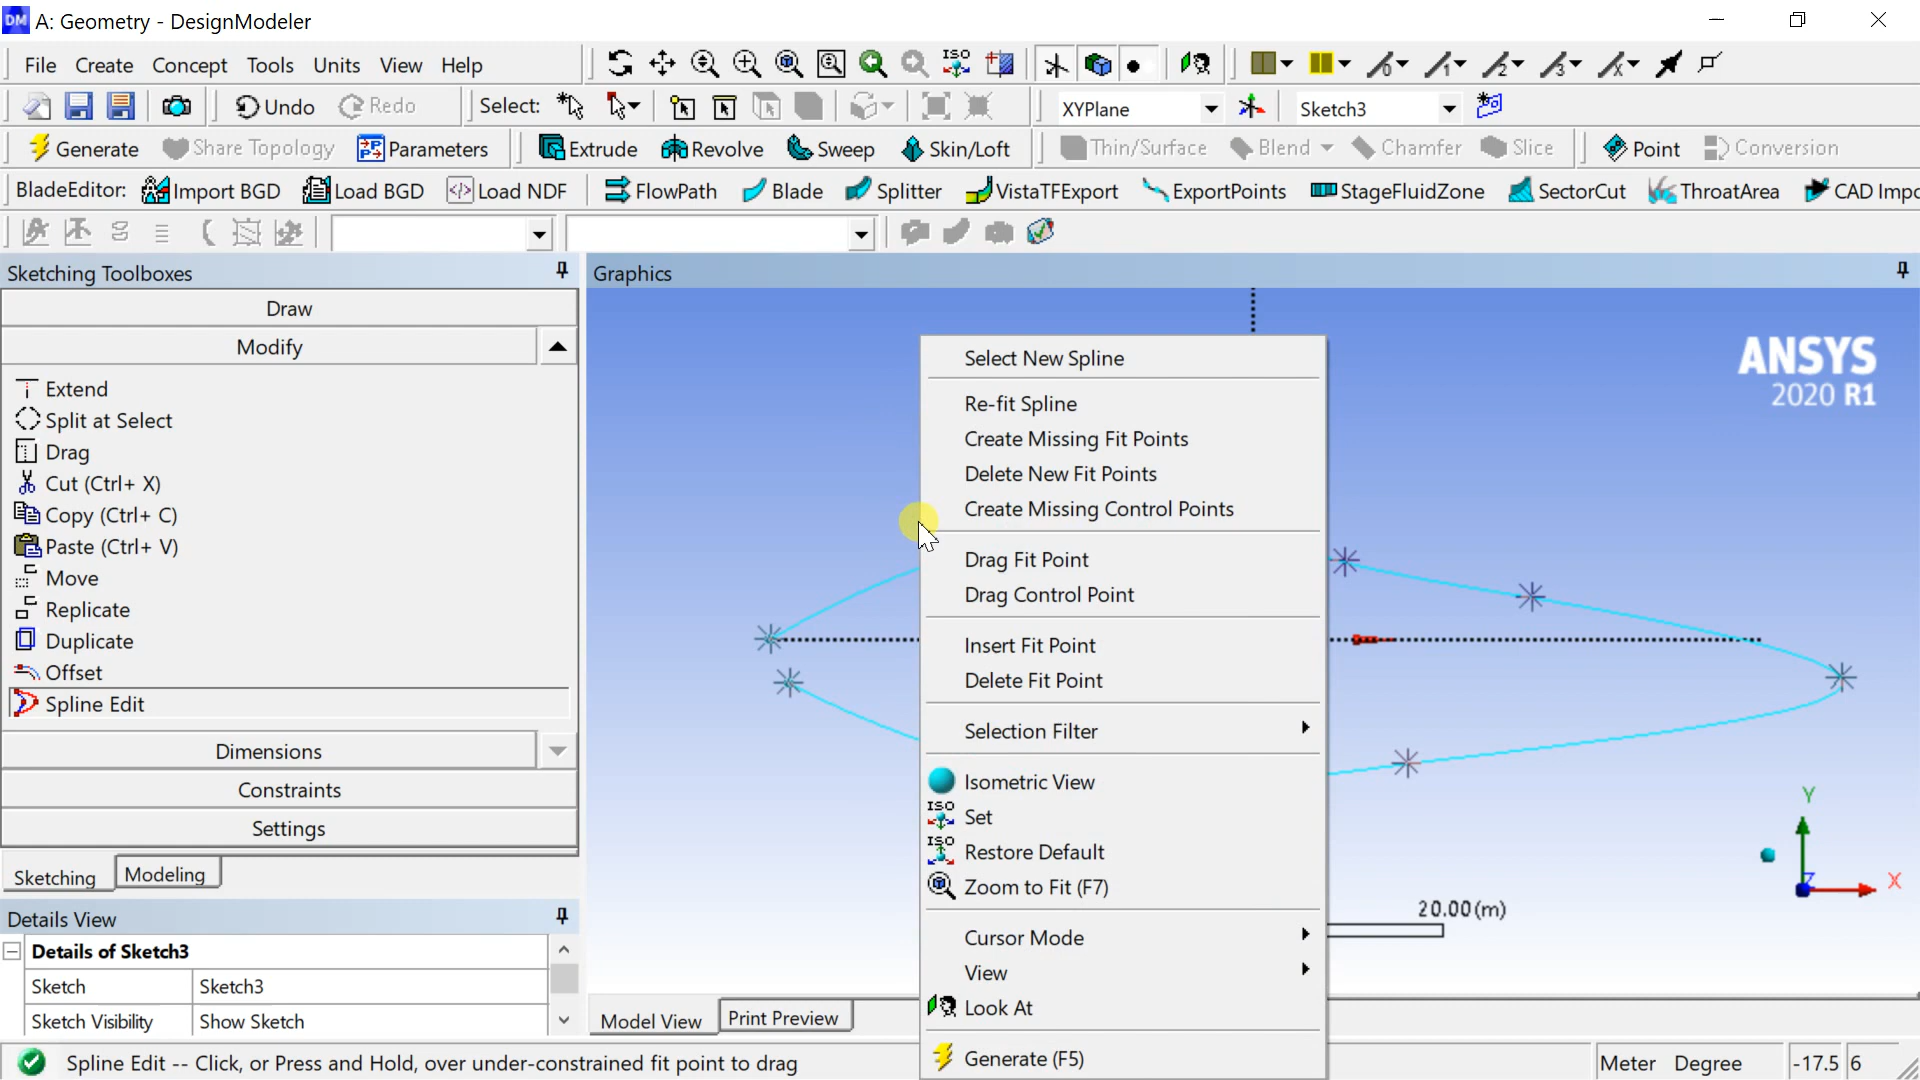 DM A: Geometry - DesignModeler
File Create Concept Tools Units View Help ISO
Undo Redo Select: XYPlane Sketch3
Generate Share Topology Parameters Extrude Revolve Sweep Skin/Loft Thin/Surface Blend Chamfer Slice Point Conversion
BladeEditor: Import BGD Load BGD Load NDF FlowPath Blade Splitter VistaTFExport ExportPoints StageFluidZone SectorCut ThroatArea CAD Impo
Sketching Toolboxes
Draw
Modify
Extend
Split at Select
Drag
Cut (Ctrl+ X)
Copy (Ctrl+ C)
Paste (Ctrl+ V)
Move
Replicate
Duplicate
Offset
Spline Edit
Dimensions
Constraints
Settings
Sketching Modeling
Details View
Details of Sketch3
Sketch Sketch3
Sketch Visibility Show Sketch
Graphics
ANSYS
2020 R1
Select New Spline
Re-fit Spline
Create Missing Fit Points
Delete New Fit Points
Create Missing Control Points
Drag Fit Point
Drag Control Point
Insert Fit Point
Delete Fit Point
Selection Filter
Isometric View
ISO Set
ISO Restore Default
Zoom to Fit (F7)
Cursor Mode
View
Look At
Generate (F5)
Y
Z X
20.00(m)
Model View Print Preview
Spline Edit -- Click, or Press and Hold, over under-constrained fit point to drag
Meter Degree -17.5 6